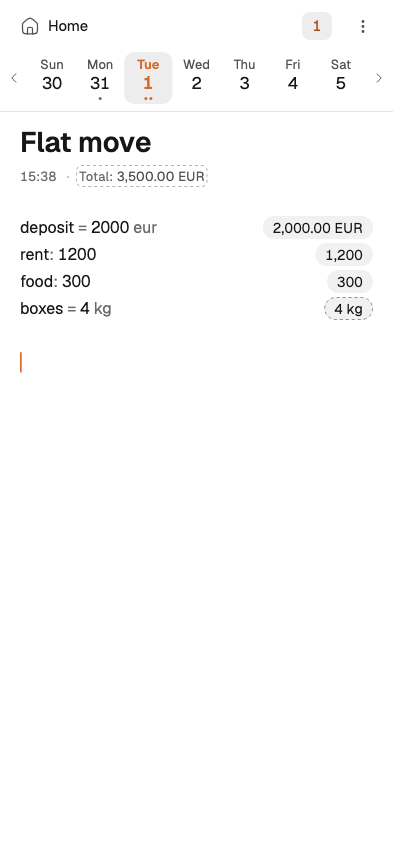 Home
1
Sun Mon Tue Wed Thu Fri Sat
30 31 1 2 3 4 5
Flat move
15:38 · Total: 3,500.00 EUR
deposit = 2000 eur 2,000.00 EUR
rent: 1200 1,200
food: 300 300
boxes = 4 kg 4 kg